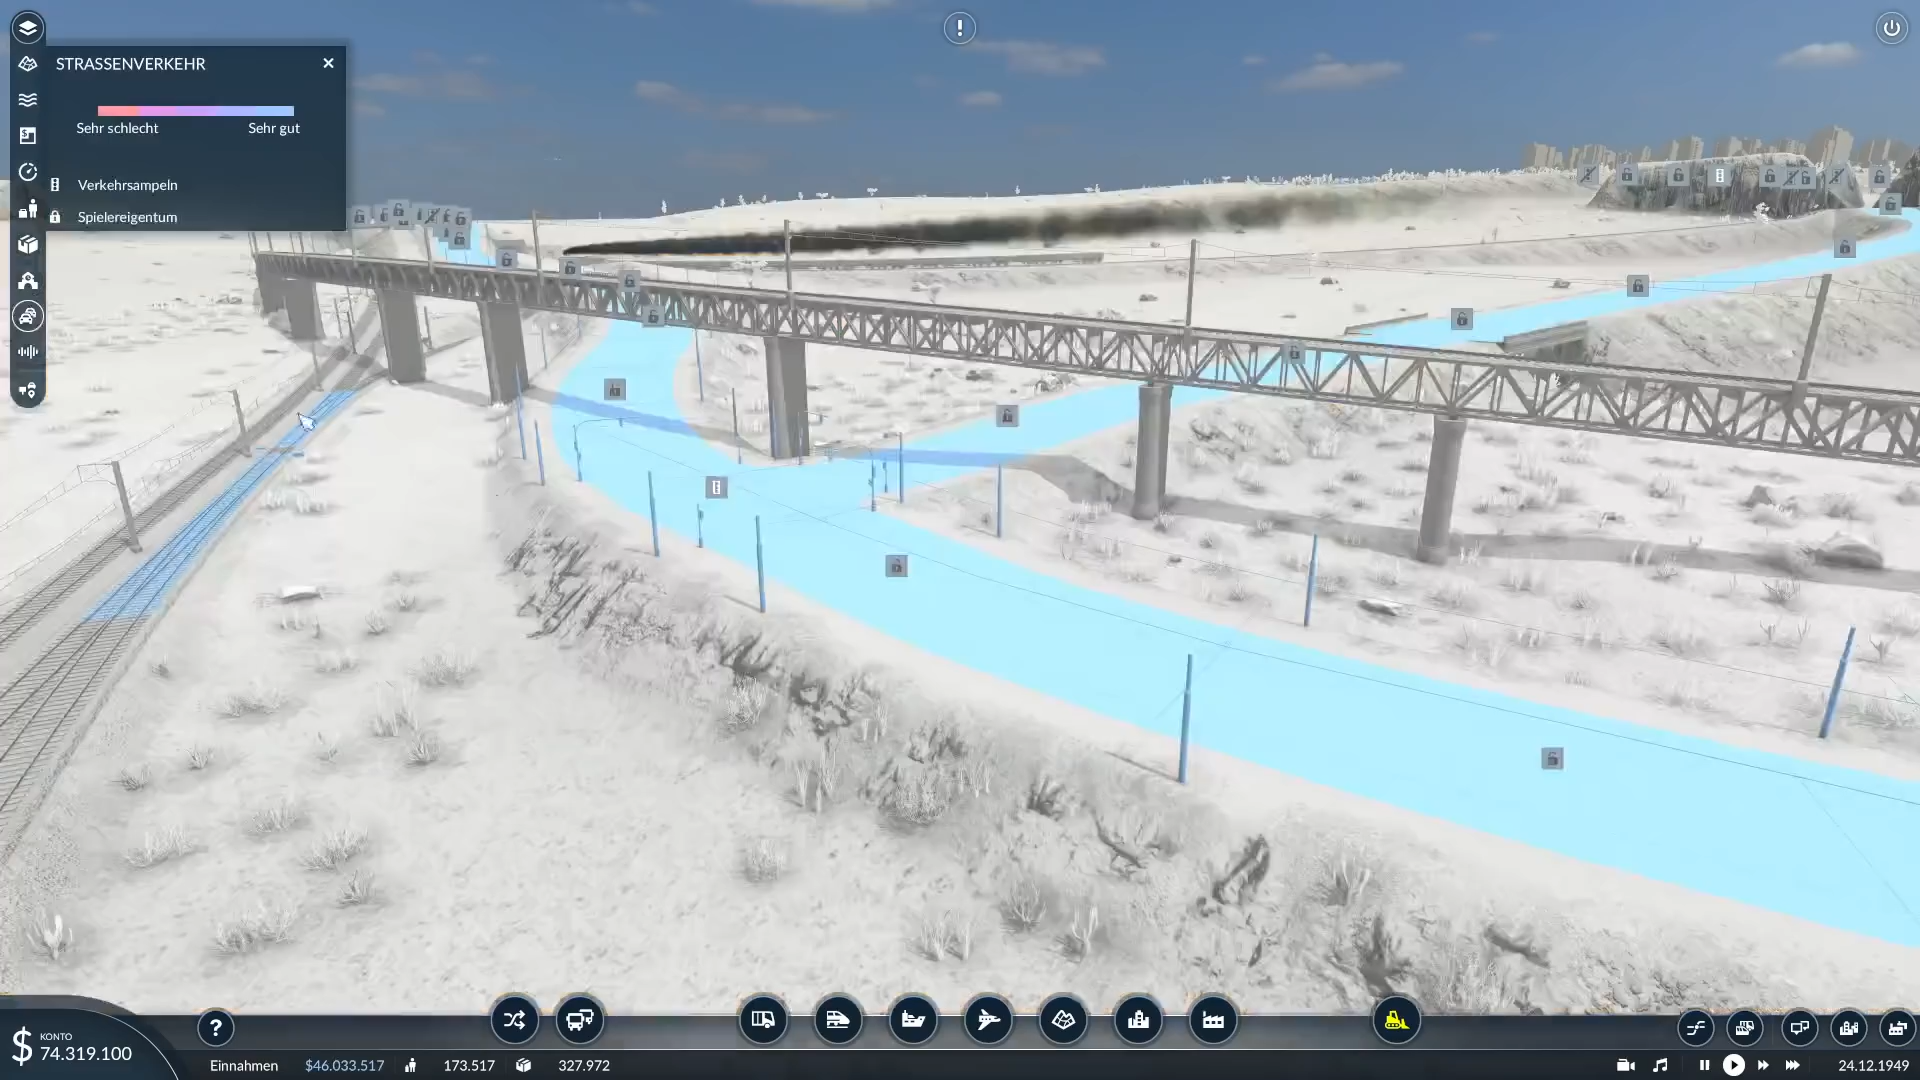 STRASSENVERKEHR
Sehr schlecht
Sehr gut
Verkehrsampeln
Spielereigentum
KONTO
$ 74.319.100
Einnahmen $46.033.517 173.517 327.972
24.12.1949